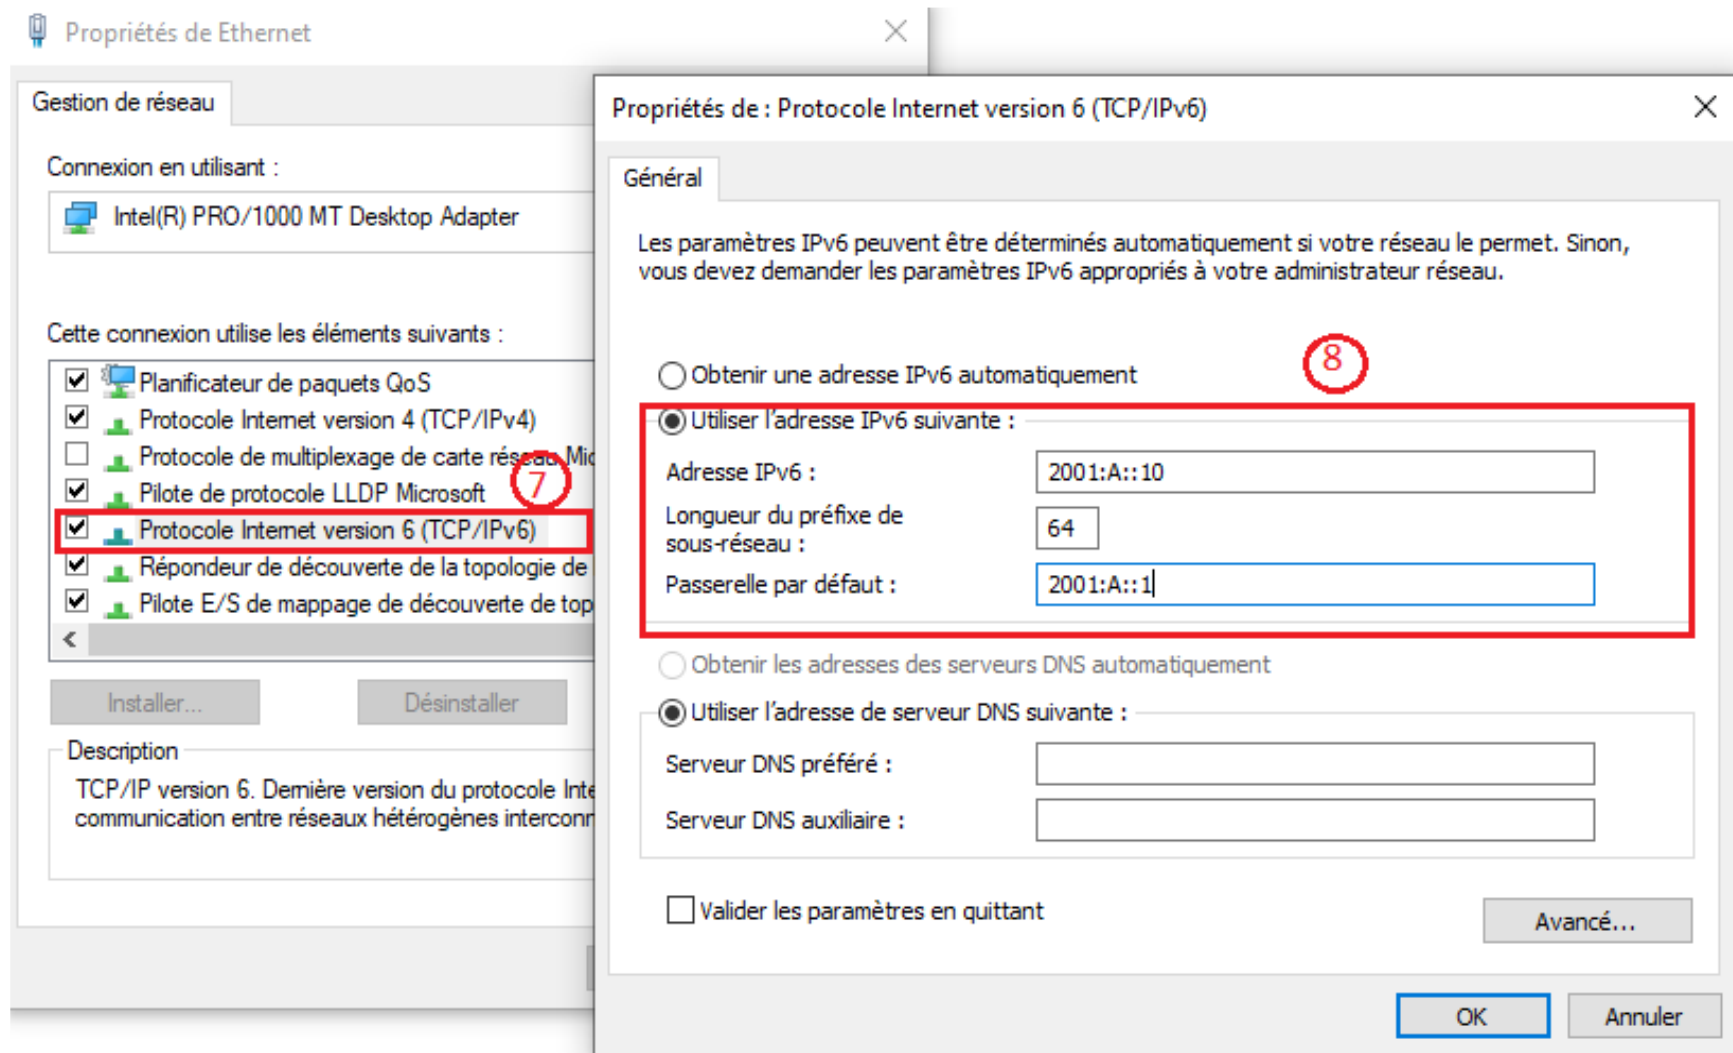 Propriétés de Ethernet
Gestion de réseau
Connexion en utilisant :
Intel(R) PRO/1000 MT Desktop Adapter
Cette connexion utilise les éléments suivants :
Planificateur de paquets QoS
Protocole Internet version 4 (TCP/IPv4)
Protocole de multiplexage de carte réseau Mic
Pilote de protocole LLDP Microsoft
7
Protocole Internet version 6 (TCP/IPv6)
Répondeur de découverte de la topologie de
Pilote E/S de mappage de découverte de top
Installer...
Désinstaller
Description
TCP/IP version 6. Dernière version du protocole Inte
communication entre réseaux hétérogènes interconn
Propriétés de : Protocole Internet version 6 (TCP/IPv6)
Général
Les paramètres IPv6 peuvent être déterminés automatiquement si votre réseau le permet. Sinon,
vous devez demander les paramètres IPv6 appropriés à votre administrateur réseau.
8
Obtenir une adresse IPv6 automatiquement
Utiliser l'adresse IPv6 suivante :
Adresse IPv6 : 2001:A::10
Longueur du préfixe de
sous-réseau : 64
Passerelle par défaut : 2001:A::1
Obtenir les adresses des serveurs DNS automatiquement
Utiliser l'adresse de serveur DNS suivante :
Serveur DNS préféré :
Serveur DNS auxiliaire :
Valider les paramètres en quittant
Avancé...
OK
Annuler